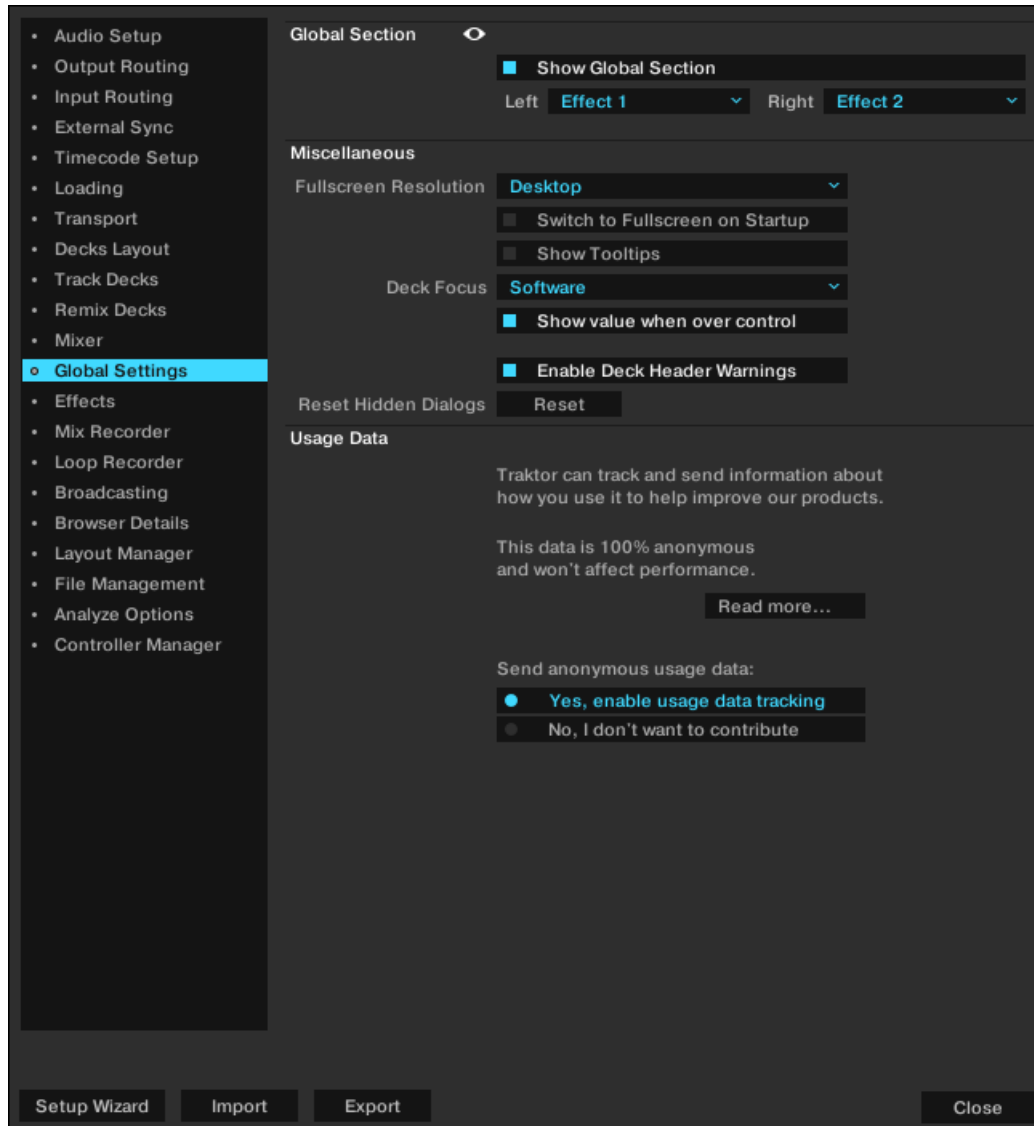 Audio Setup
Output Routing
Input Routing
External Sync
Timecode Setup
Loading
Transport
Decks Layout
Track Decks
Remix Decks
Mixer
Global Settings
Effects
Mix Recorder
Loop Recorder
Broadcasting
Browser Details
Layout Manager
File Management
Analyze Options
Controller Manager
Global Section
Show Global Section
Left Effect 1 Right Effect 2
Miscellaneous
Fullscreen Resolution Desktop
Switch to Fullscreen on Startup
Show Tooltips
Deck Focus Software
Show value when over control
Enable Deck Header Warnings
Reset Hidden Dialogs Reset
Usage Data
Traktor can track and send information about
how you use it to help improve our products.
This data is 100% anonymous
and won't affect performance.
Read more...
Send anonymous usage data:
Yes, enable usage data tracking
No, I don't want to contribute
Setup Wizard Import Export Close